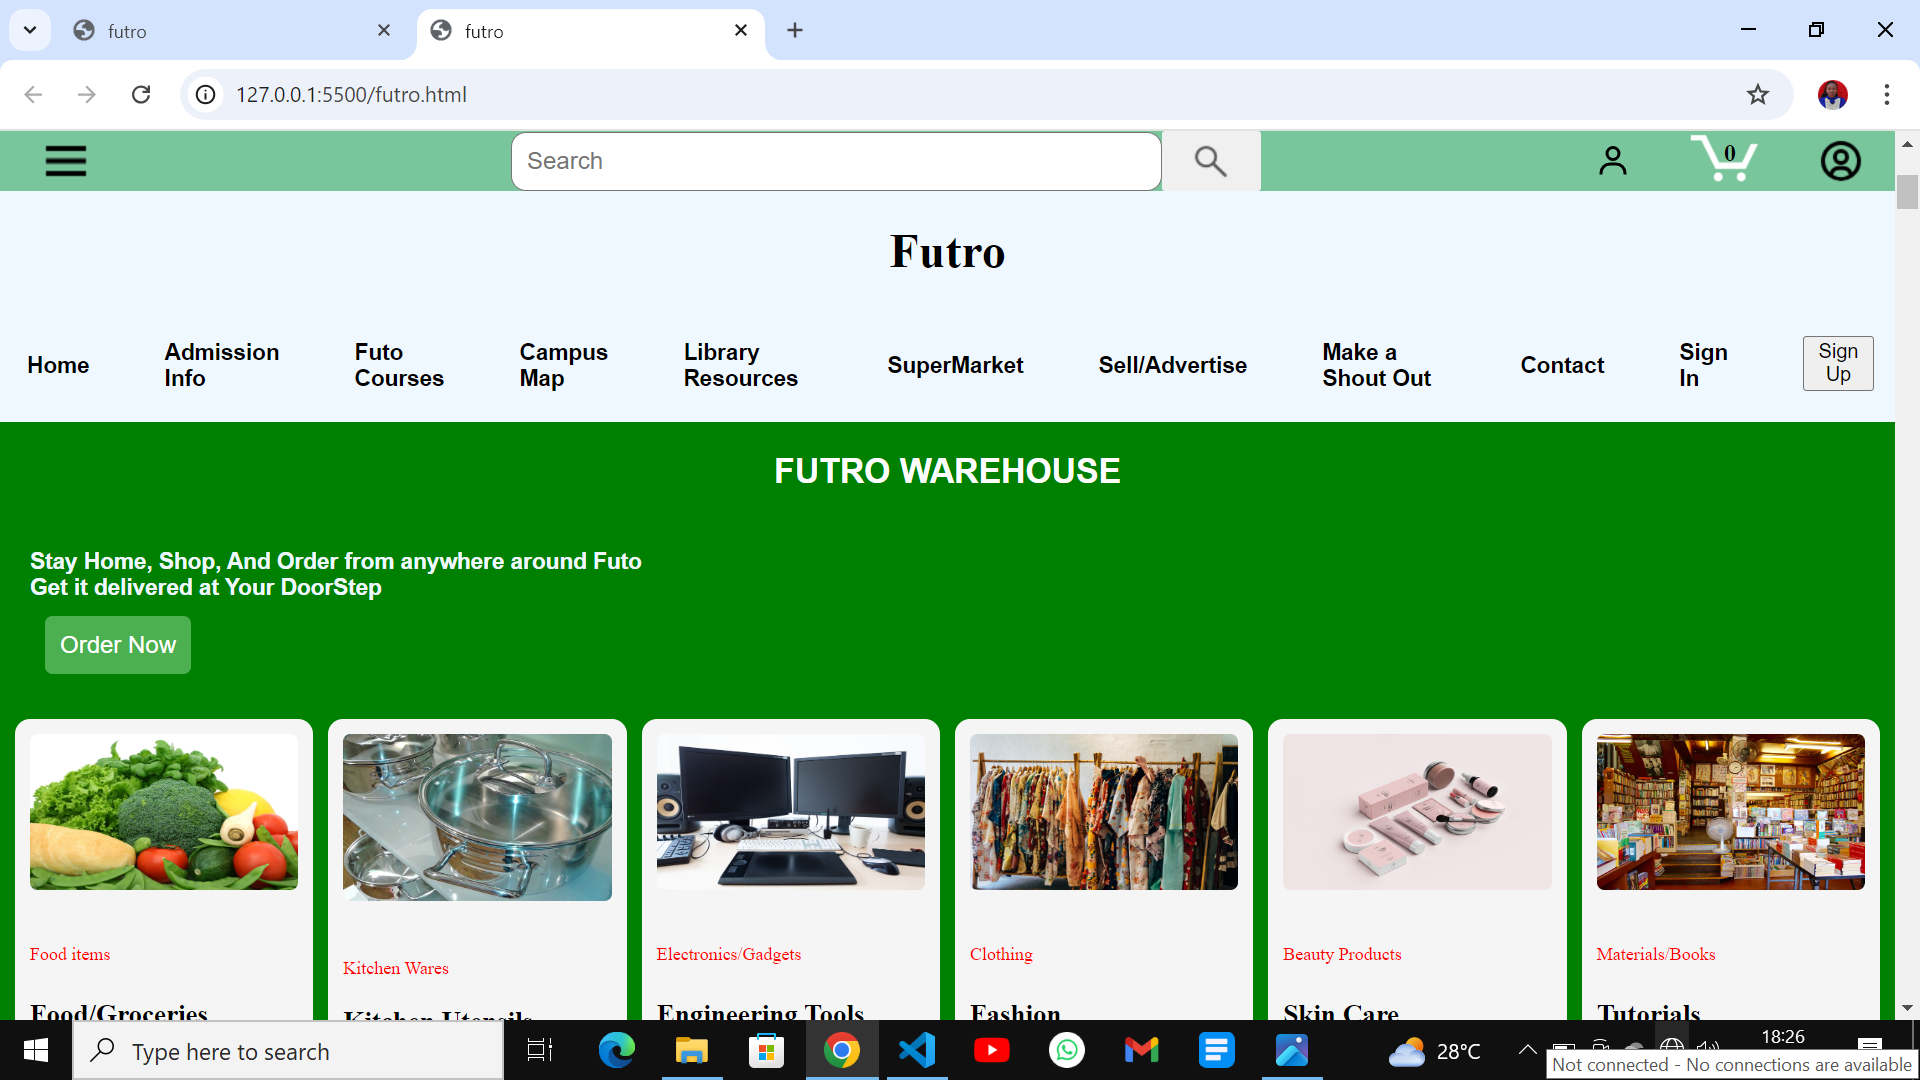 futro
futro
127.0.0.1:5500/futro.html
Search
0
Futro
Home
Admission
Info
Futo
Courses
Campus
Map
Library
Resources
SuperMarket
Sell/Advertise
Make a
Shout Out
Contact
Sign
In
Sign
Up
FUTRO WAREHOUSE
Stay Home, Shop, And Order from anywhere around Futo
Get it delivered at Your DoorStep
Order Now
Food items
Kitchen Wares
Electronics/Gadgets
Clothing
Beauty Products
Materials/Books
Food/Groceries
Kitchen Utensils
Engineering Tools
Fashion
Skin Care
Tutorials
Type here to search
28°C
18:26
Not connected - No connections are available